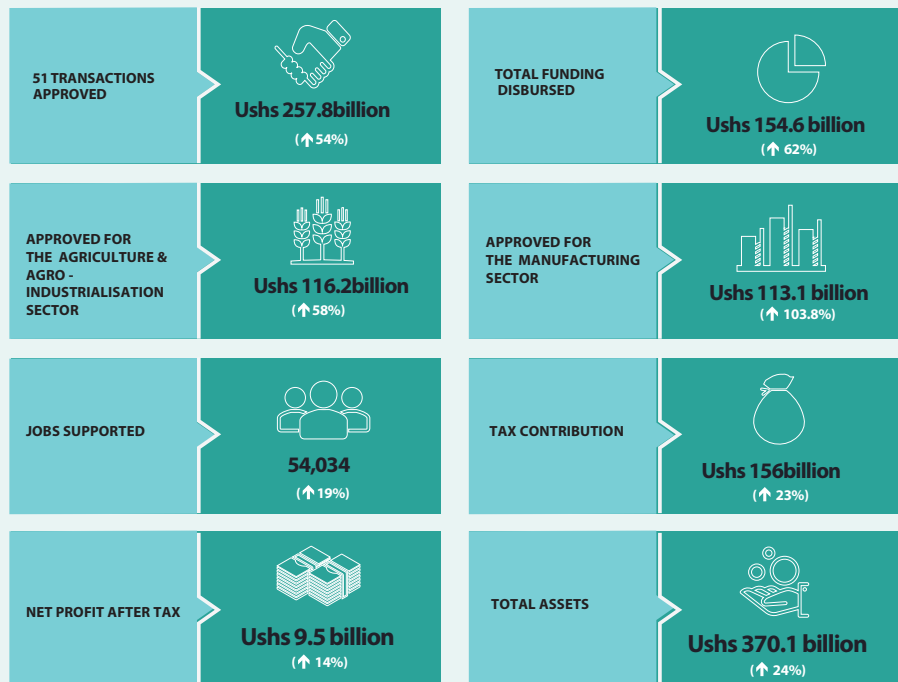 51 TRANSACTIONS
APPROVED
Ushs 257.8billion
(↑ 54%)
TOTAL FUNDING
DISBURSED
Ushs 154.6 billion
(↑ 62%)
APPROVED FOR
THE AGRICULTURE &
AGRO -
INDUSTRIALISATION
SECTOR
Ushs 116.2billion
(↑ 58%)
APPROVED FOR
THE MANUFACTURING
SECTOR
Ushs 113.1 billion
(↑ 103.8%)
JOBS SUPPORTED
54,034
(↑ 19%)
TAX CONTRIBUTION
Ushs 156billion
(↑ 23%)
NET PROFIT AFTER TAX
Ushs 9.5 billion
(↑ 14%)
TOTAL ASSETS
Ushs 370.1 billion
(↑ 24%)